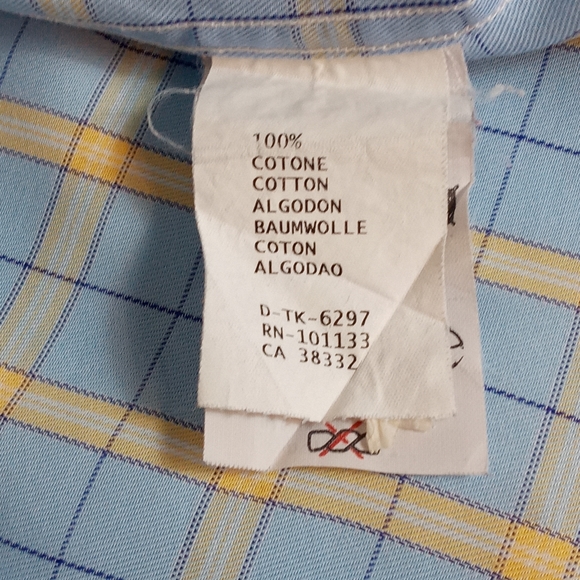 100%
COTONE
COTTON
ALGODON
BAUMWOLLE
COTON
ALGODAO
D-TK-6297
RN-101133
CA 38332